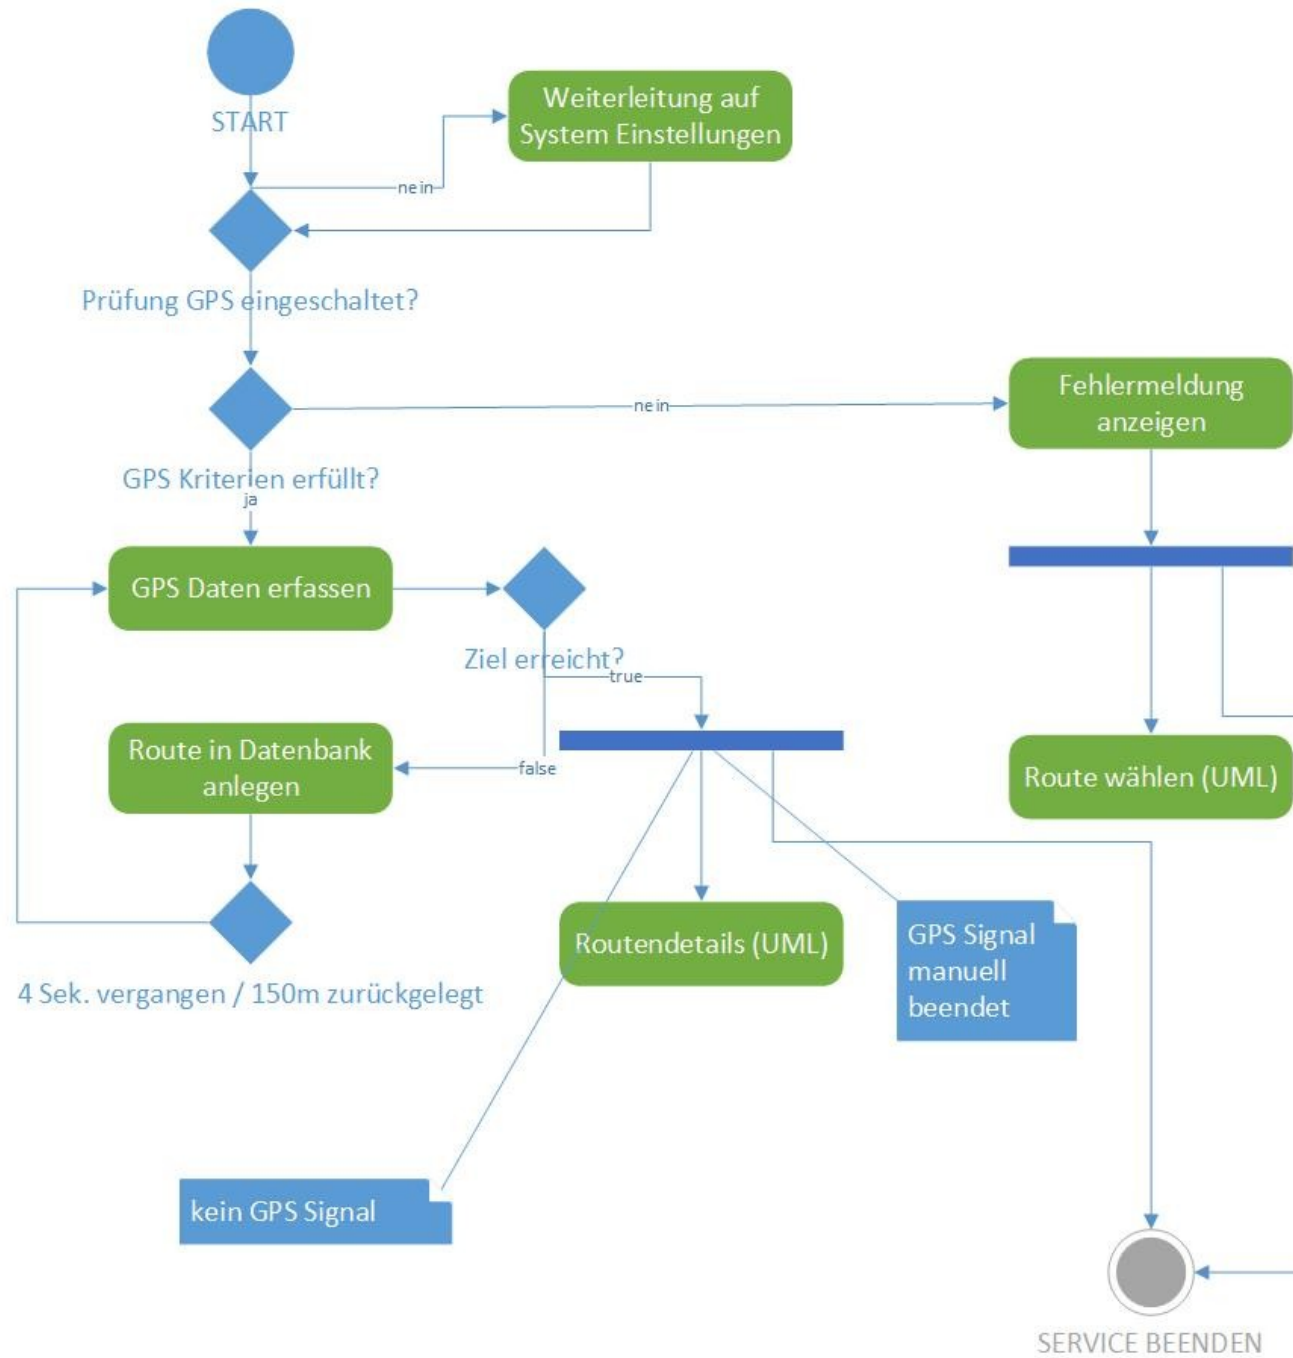 START
Weiterleitung auf
System Einstellungen
nein
Prüfung GPS eingeschaltet?
nein
Fehlermeldung
anzeigen
GPS Kriterien erfüllt?
ja
GPS Daten erfassen
Ziel erreicht?
true
Route in Datenbank
anlegen
false
Route wählen (UML)
Routendetails (UML)
GPS Signal
manuell
beendet
4 Sek. vergangen / 150m zurückgelegt
kein GPS Signal
SERVICE BEENDEN